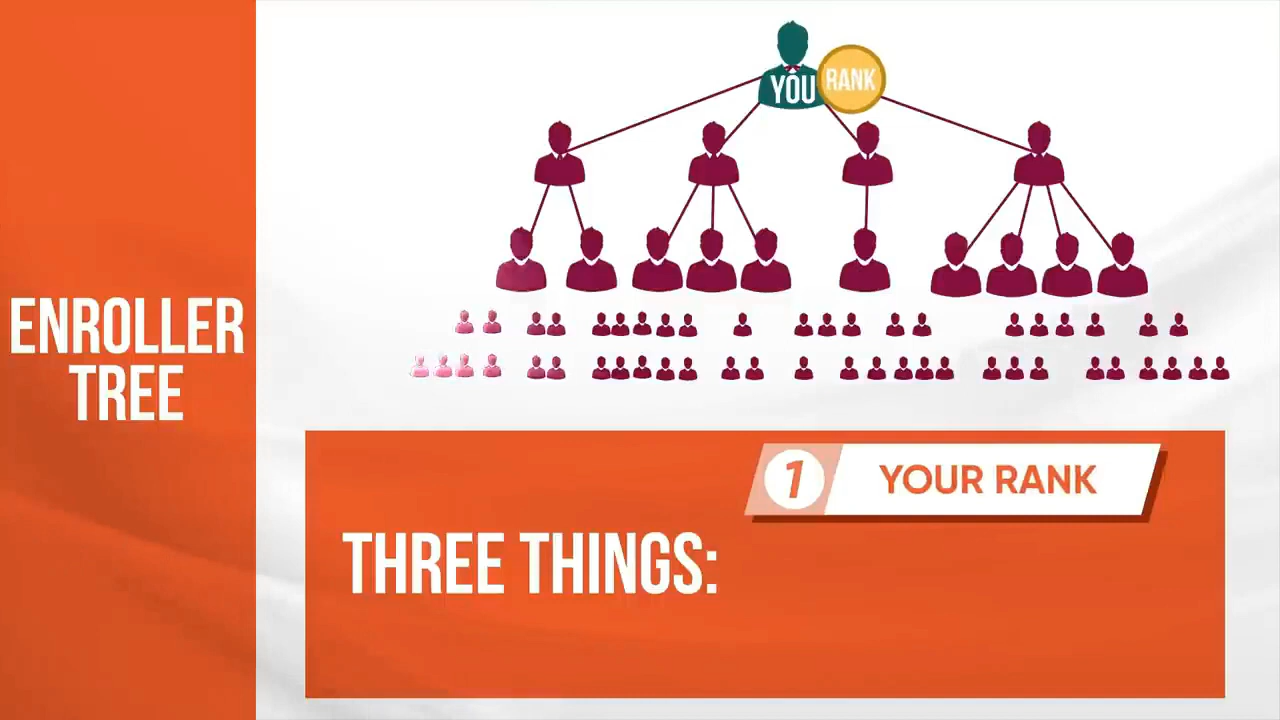 ENROLLER
TREE
YOU
RANK
1
YOUR RANK
THREE THINGS: